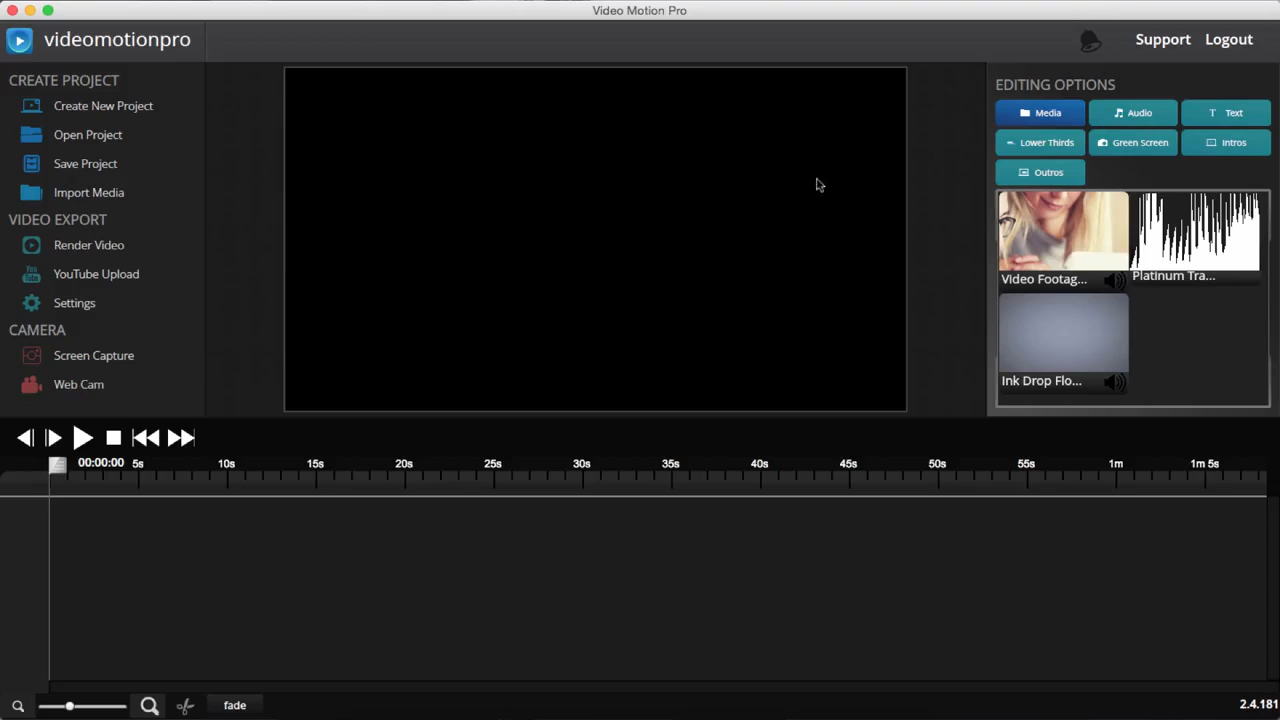 Video Motion Pro
videomotionpro
Support
Logout
CREATE PROJECT
Create New Project
Open Project
Save Project
Import Media
VIDEO EXPORT
Render Video
You
Tube
YouTube Upload
Settings
CAMERA
Screen Capture
Web Cam
EDITING OPTIONS
Media
Audio
T Text
Lower Thirds
Green Screen
Intros
Outros
Video Footag...
Platinum Tra...
Ink Drop Flo...
00:00:00 5s 10s 15s 20s 25s 30s 35s 40s 45s 50s 55s 1m 1m 5s
fade
2.4.181